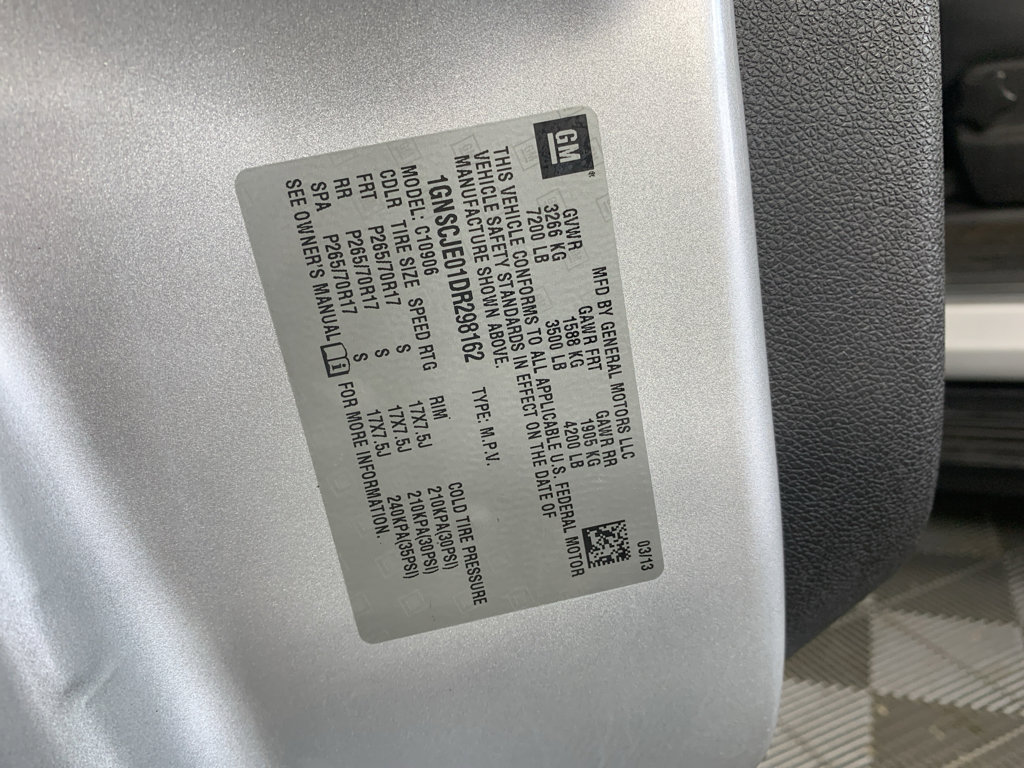 GM
MFD BY GENERAL MOTORS LLC 03/13
GVWR GAWR FRT GAWR RR
3266 KG 1588 KG 1905 KG
7200 LB 3500 LB 4200 LB
THIS VEHICLE CONFORMS TO ALL APPLICABLE U.S. FEDERAL MOTOR
VEHICLE SAFETY STANDARDS IN EFFECT ON THE DATE OF
MANUFACTURE SHOWN ABOVE.
1GNSCJE01DR298162 TYPE: M.P.V.
MODEL: C10906
CDLR TIRE SIZE SPEED RTG RIM COLD TIRE PRESSURE
FRT P265/70R17 S 17X7.5J 210KPA(30PSI)
RR P265/70R17 S 17X7.5J 210KPA(30PSI)
SPA P265/70R17 S 17X7.5J 240KPA(35PSI)
SEE OWNER'S MANUAL FOR MORE INFORMATION.